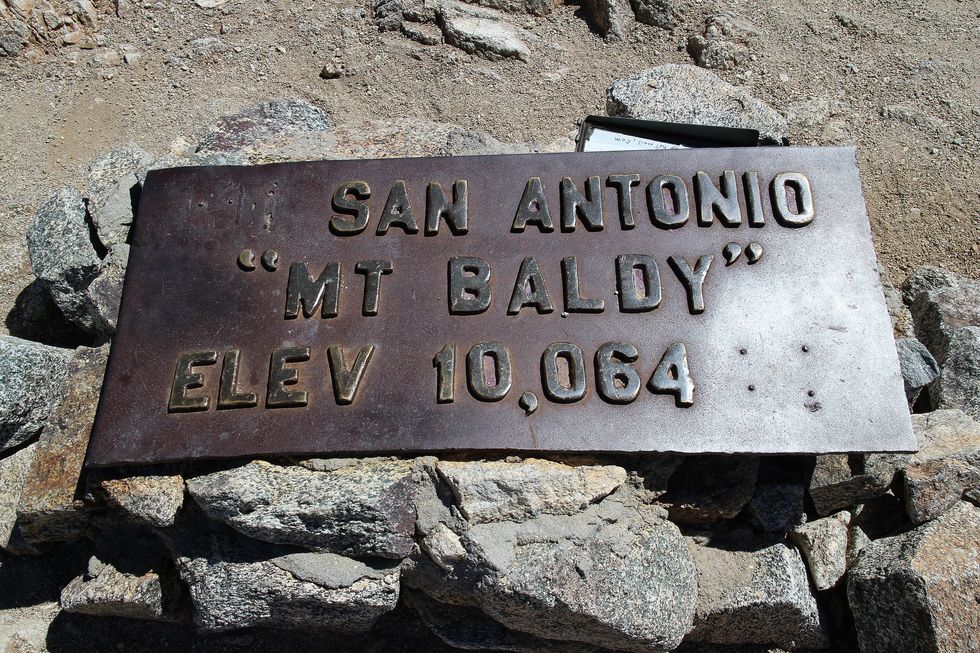 SAN ANTONIO
“MT BALDY”
ELEV 10,064